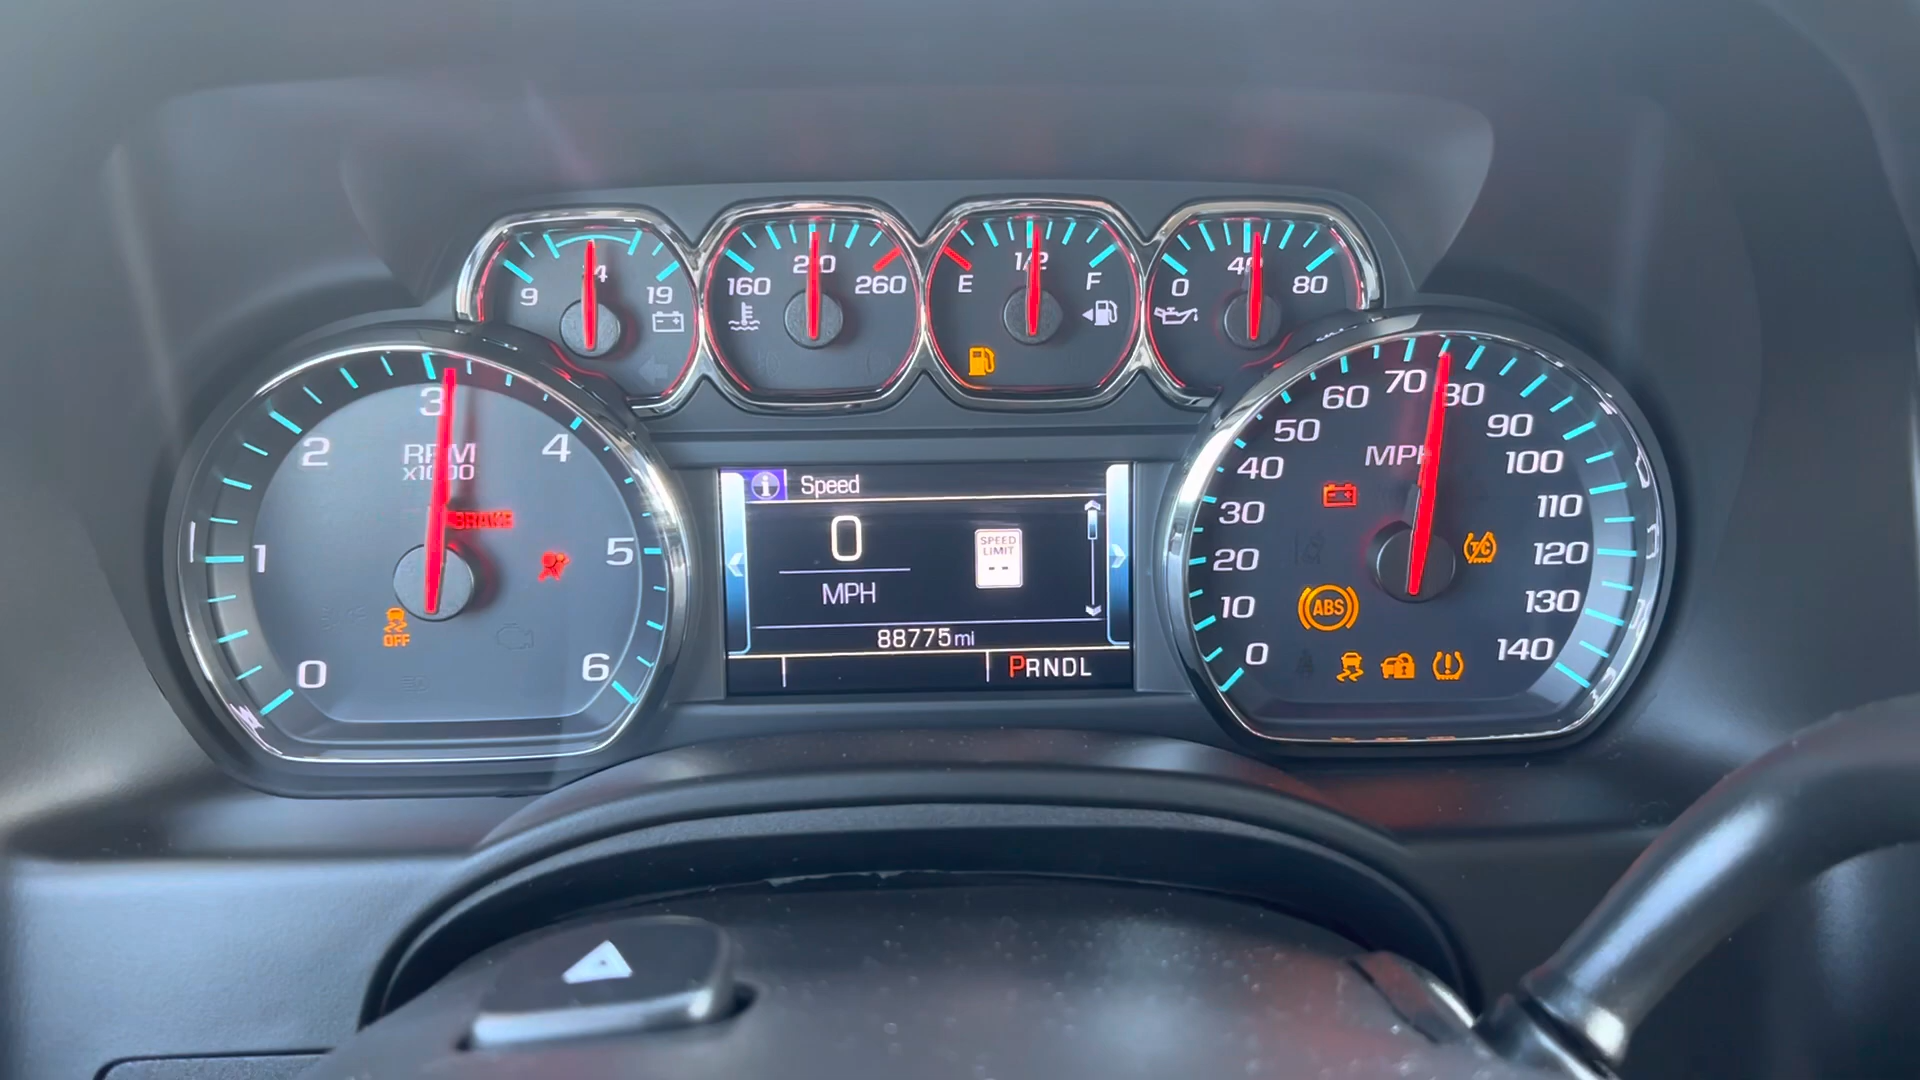 9 14 19
160 210 260
E 1/2 F
0 40 80
0 1 2 3 4 5 6
RPM
x1000
BRAKE
OFF
Speed
0
MPH
SPEED
LIMIT
--
88775 mi
PRNDL
0 10 20 30 40 50 60 70 80 90 100 110 120 130 140
MPH
T/C
ABS